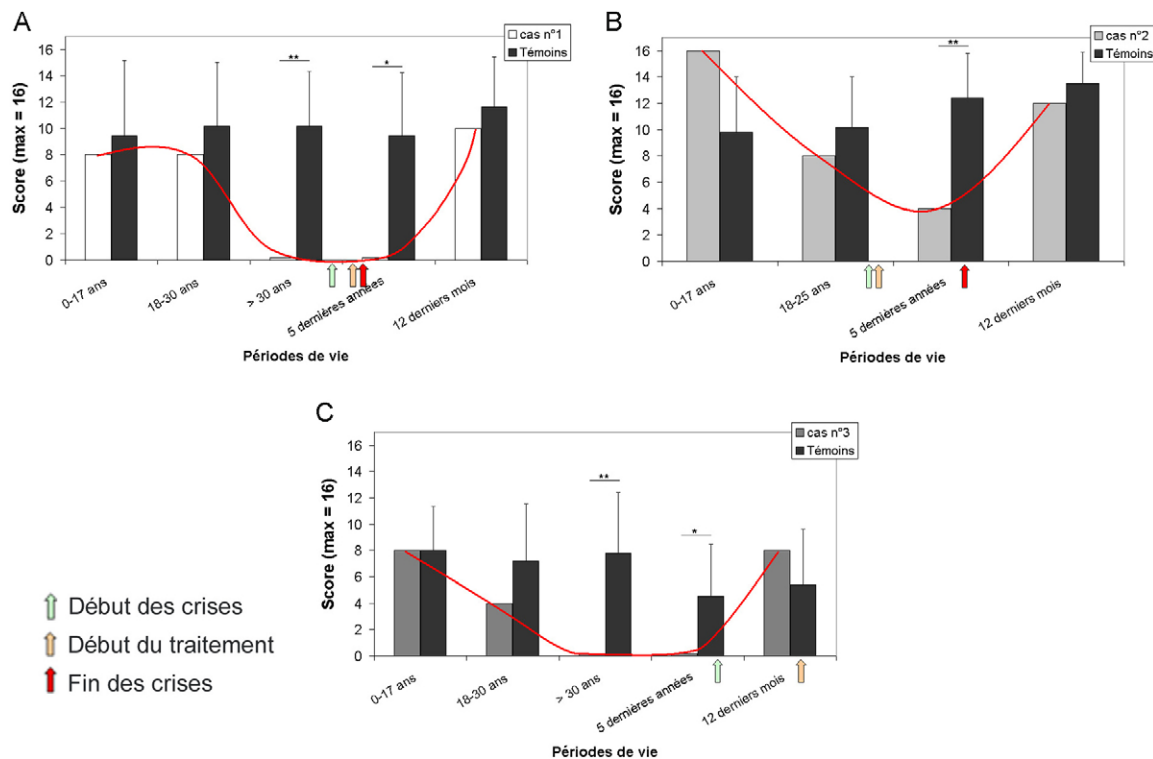 A
cas n°1
Témoins
**
*
Score (max = 16)
16
14
12
10
8
6
4
2
0
0-17 ans
18-30 ans
> 30 ans
5 dernières années
12 derniers mois
Périodes de vie
B
cas n°2
Témoins
**
Score (max = 16)
16
14
12
10
8
6
4
2
0
0-17 ans
18-25 ans
5 dernières années
12 derniers mois
Périodes de vie
C
cas n°3
Témoins
**
*
Score (max = 16)
16
14
12
10
8
6
4
2
0
0-17 ans
18-30 ans
> 30 ans
5 dernières années
12 derniers mois
Périodes de vie
Début des crises
Début du traitement
Fin des crises